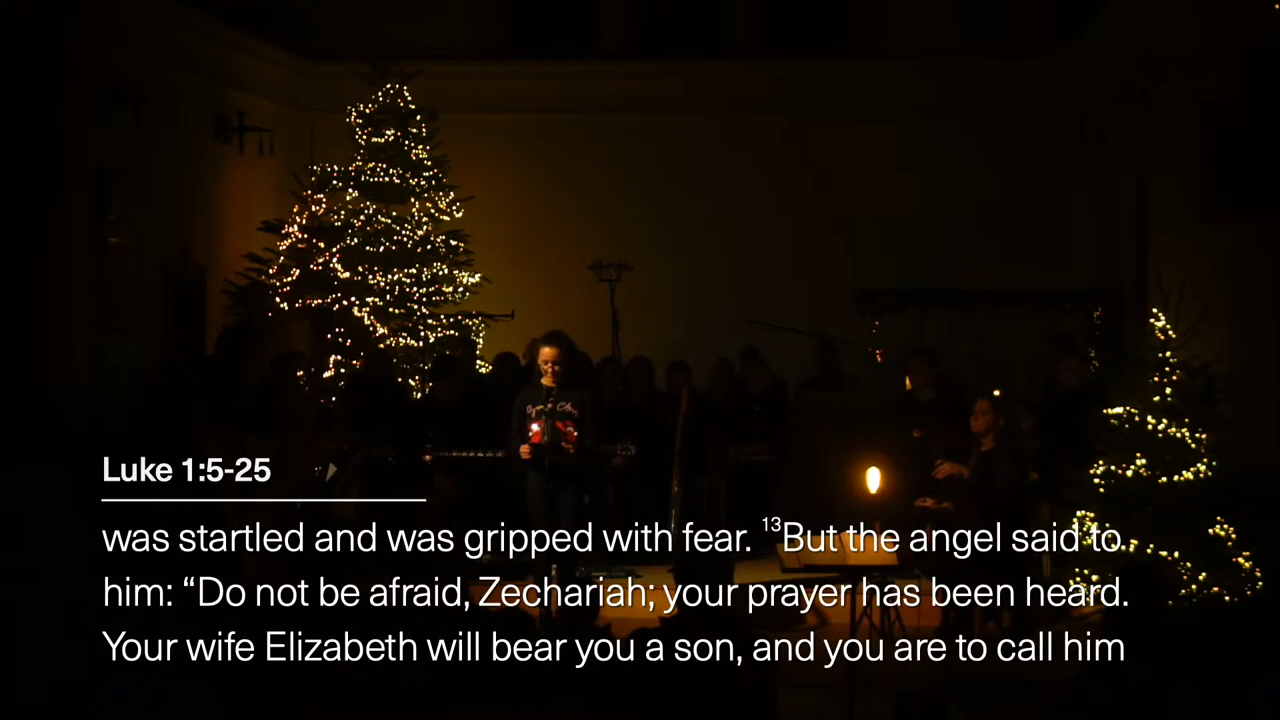 Luke 1:5-25
was startled and was gripped with fear. ¹³But the angel said to
him: “Do not be afraid, Zechariah; your prayer has been heard.
Your wife Elizabeth will bear you a son, and you are to call him